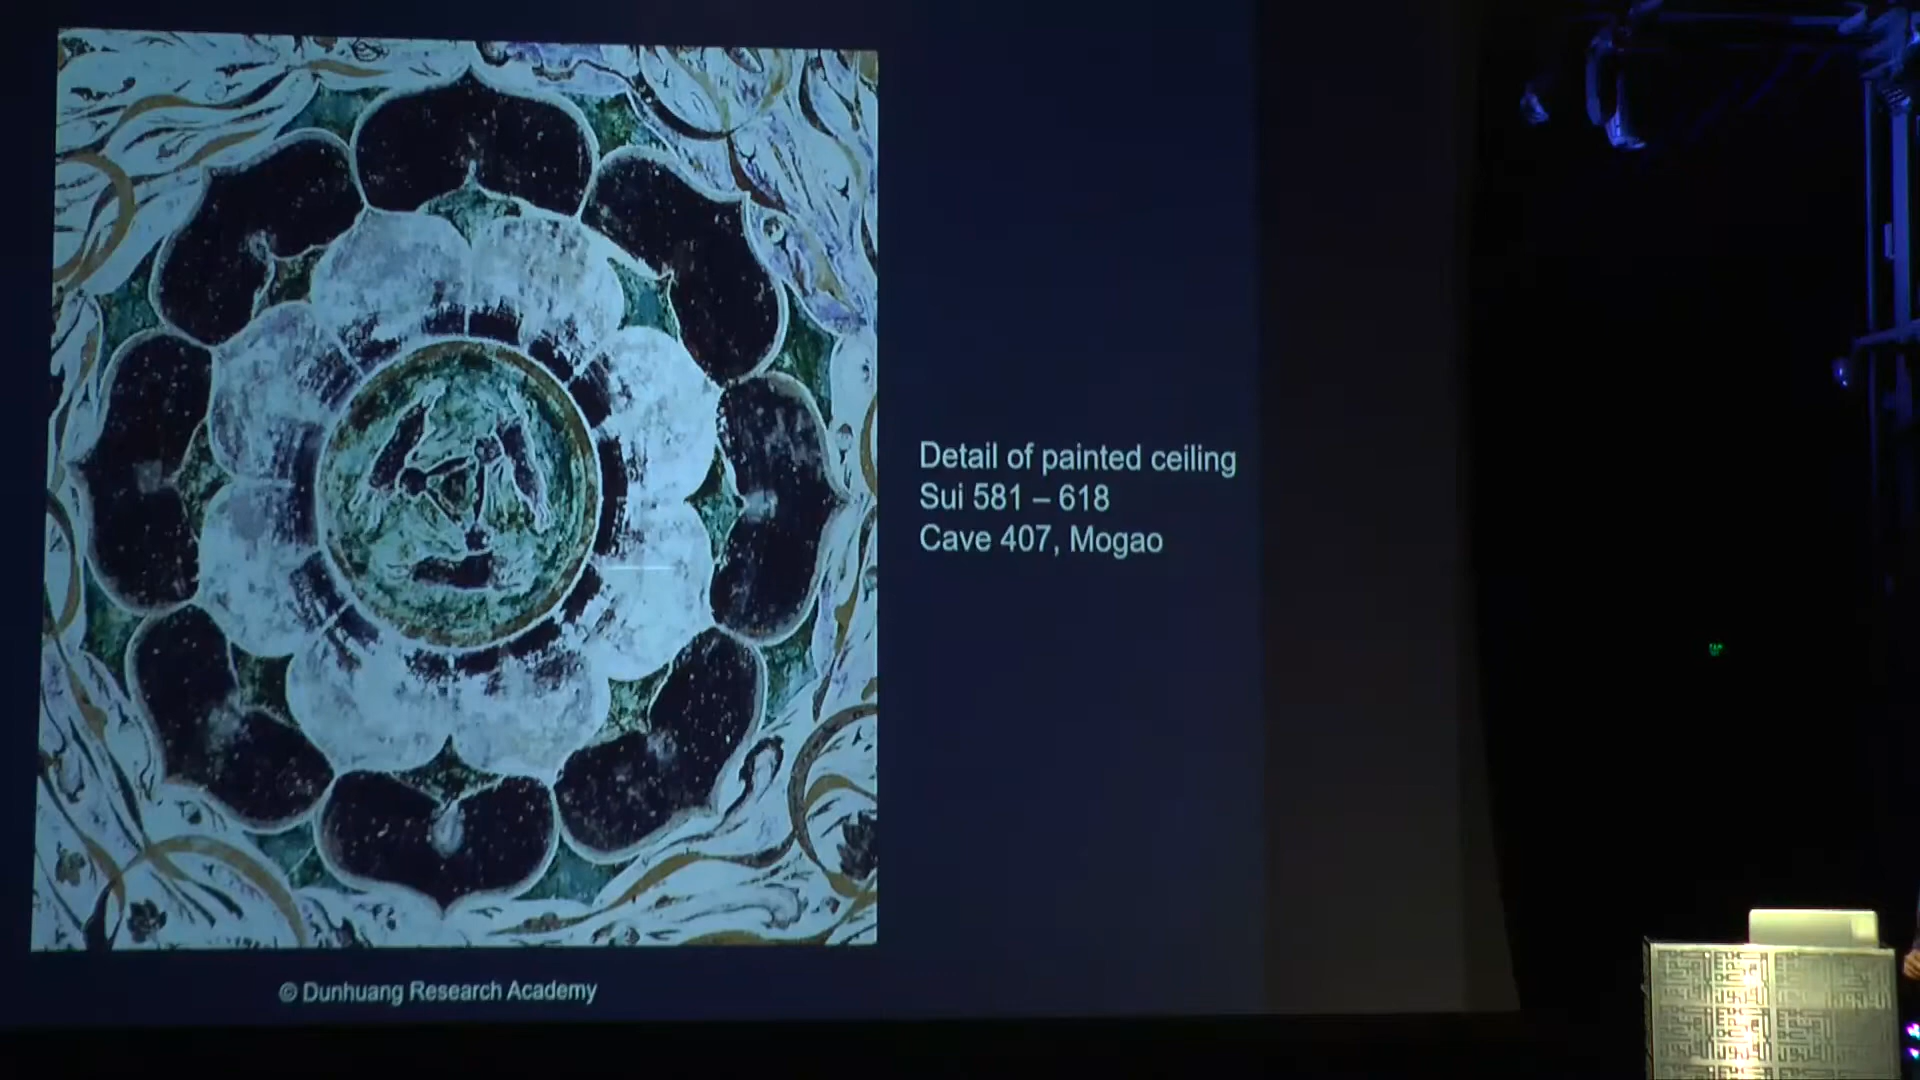 Detail of painted ceiling
Sui 581 – 618
Cave 407, Mogao
© Dunhuang Research Academy